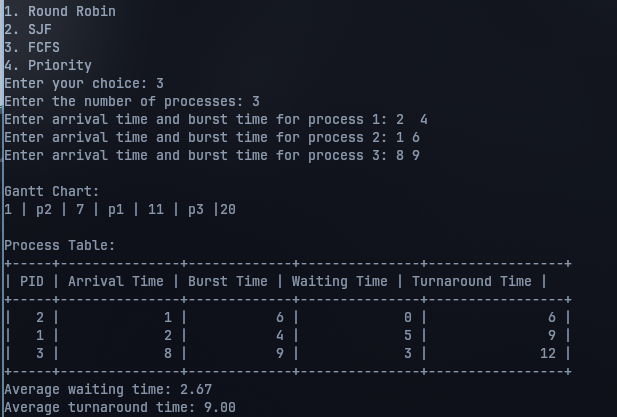 1. Round Robin
2. SJF
3. FCFS
4. Priority
Enter your choice: 3
Enter the number of processes: 3
Enter arrival time and burst time for process 1: 2  4
Enter arrival time and burst time for process 2: 1 6
Enter arrival time and burst time for process 3: 8 9

Gantt Chart:
1 | p2 | 7 | p1 | 11 | p3 |20

Process Table:
+-----+---------------+-------------+---------------+-----------------+
| PID | Arrival Time | Burst Time | Waiting Time | Turnaround Time |
+-----+---------------+-------------+---------------+-----------------+
|   2 |             1 |           6 |             0 |               6 |
|   1 |             2 |           4 |             5 |               9 |
|   3 |             8 |           9 |             3 |              12 |
+-----+---------------+-------------+---------------+-----------------+
Average waiting time: 2.67
Average turnaround time: 9.00